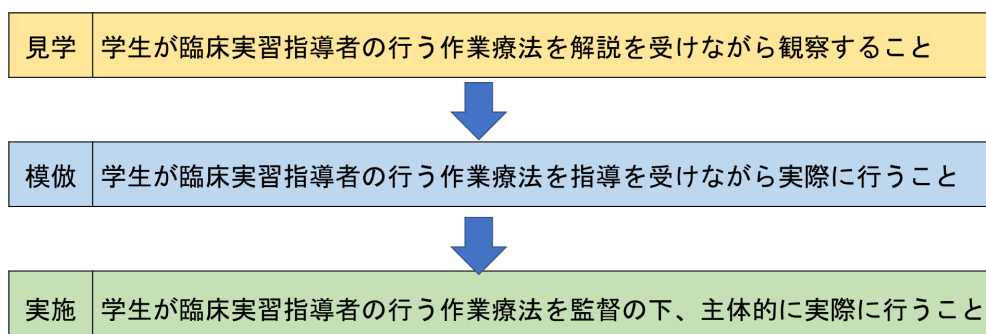 見学 学生が臨床実習指導者の行う作業療法を解説を受けながら観察すること
模倣 学生が臨床実習指導者の行う作業療法を指導を受けながら実際に行うこと
実施 学生が臨床実習指導者の行う作業療法を監督の下、主体的に実際に行うこと